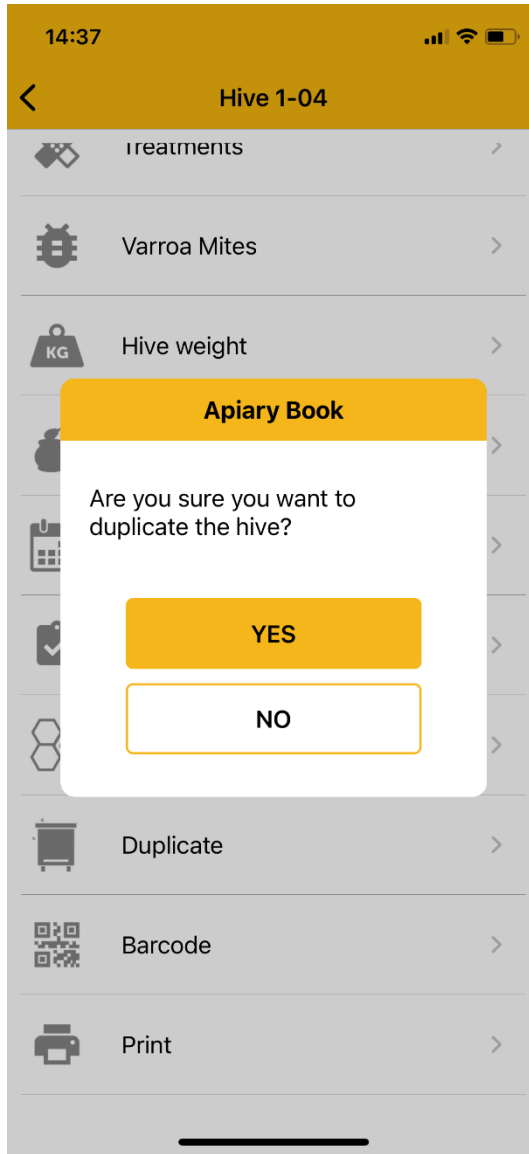 14:37
Hive 1-04
Treatments
Varroa Mites
KG
Hive weight
Apiary Book
Are you sure you want to
duplicate the hive?
YES
NO
Duplicate
Barcode
Print